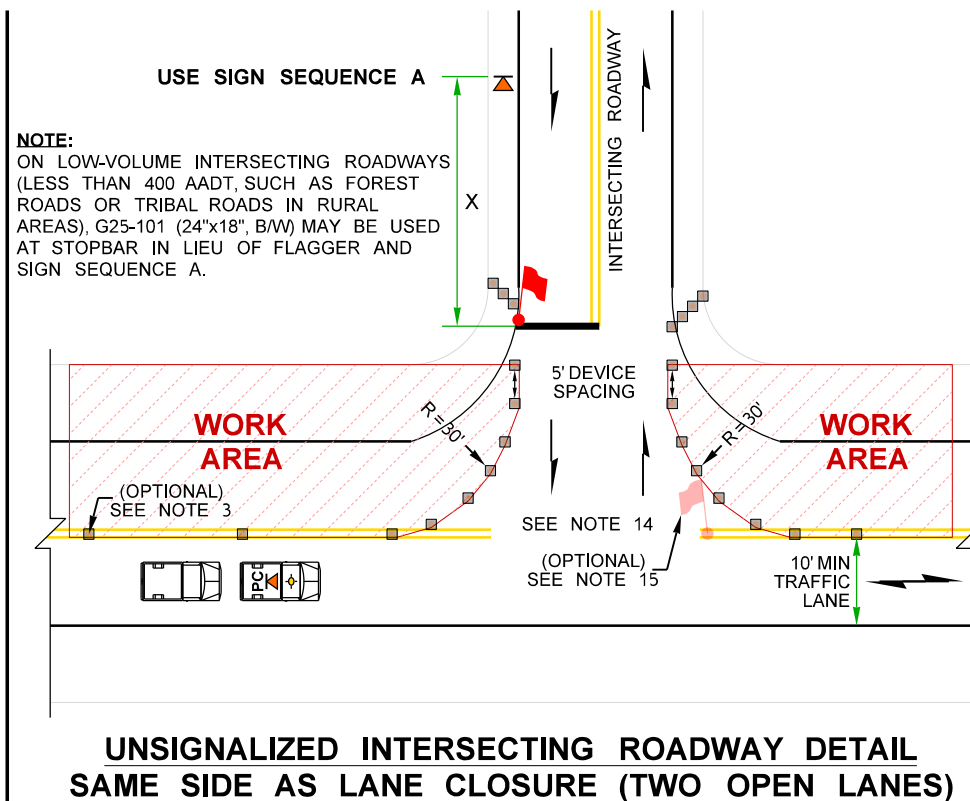 USE SIGN SEQUENCE A
NOTE:
ON LOW-VOLUME INTERSECTING ROADWAYS
(LESS THAN 400 AADT, SUCH AS FOREST
ROADS OR TRIBAL ROADS IN RURAL
AREAS), G25-101 (24"x18", B/W) MAY BE USED
AT STOPBAR IN LIEU OF FLAGGER AND
SIGN SEQUENCE A.
X
INTERSECTING ROADWAY
5' DEVICE
SPACING
WORK
AREA
R = 30'
R = 30'
WORK
AREA
(OPTIONAL)
SEE NOTE 3
SEE NOTE 14
(OPTIONAL)
SEE NOTE 15
10' MIN
TRAFFIC
LANE
PC
UNSIGNALIZED INTERSECTING ROADWAY DETAIL
SAME SIDE AS LANE CLOSURE (TWO OPEN LANES)